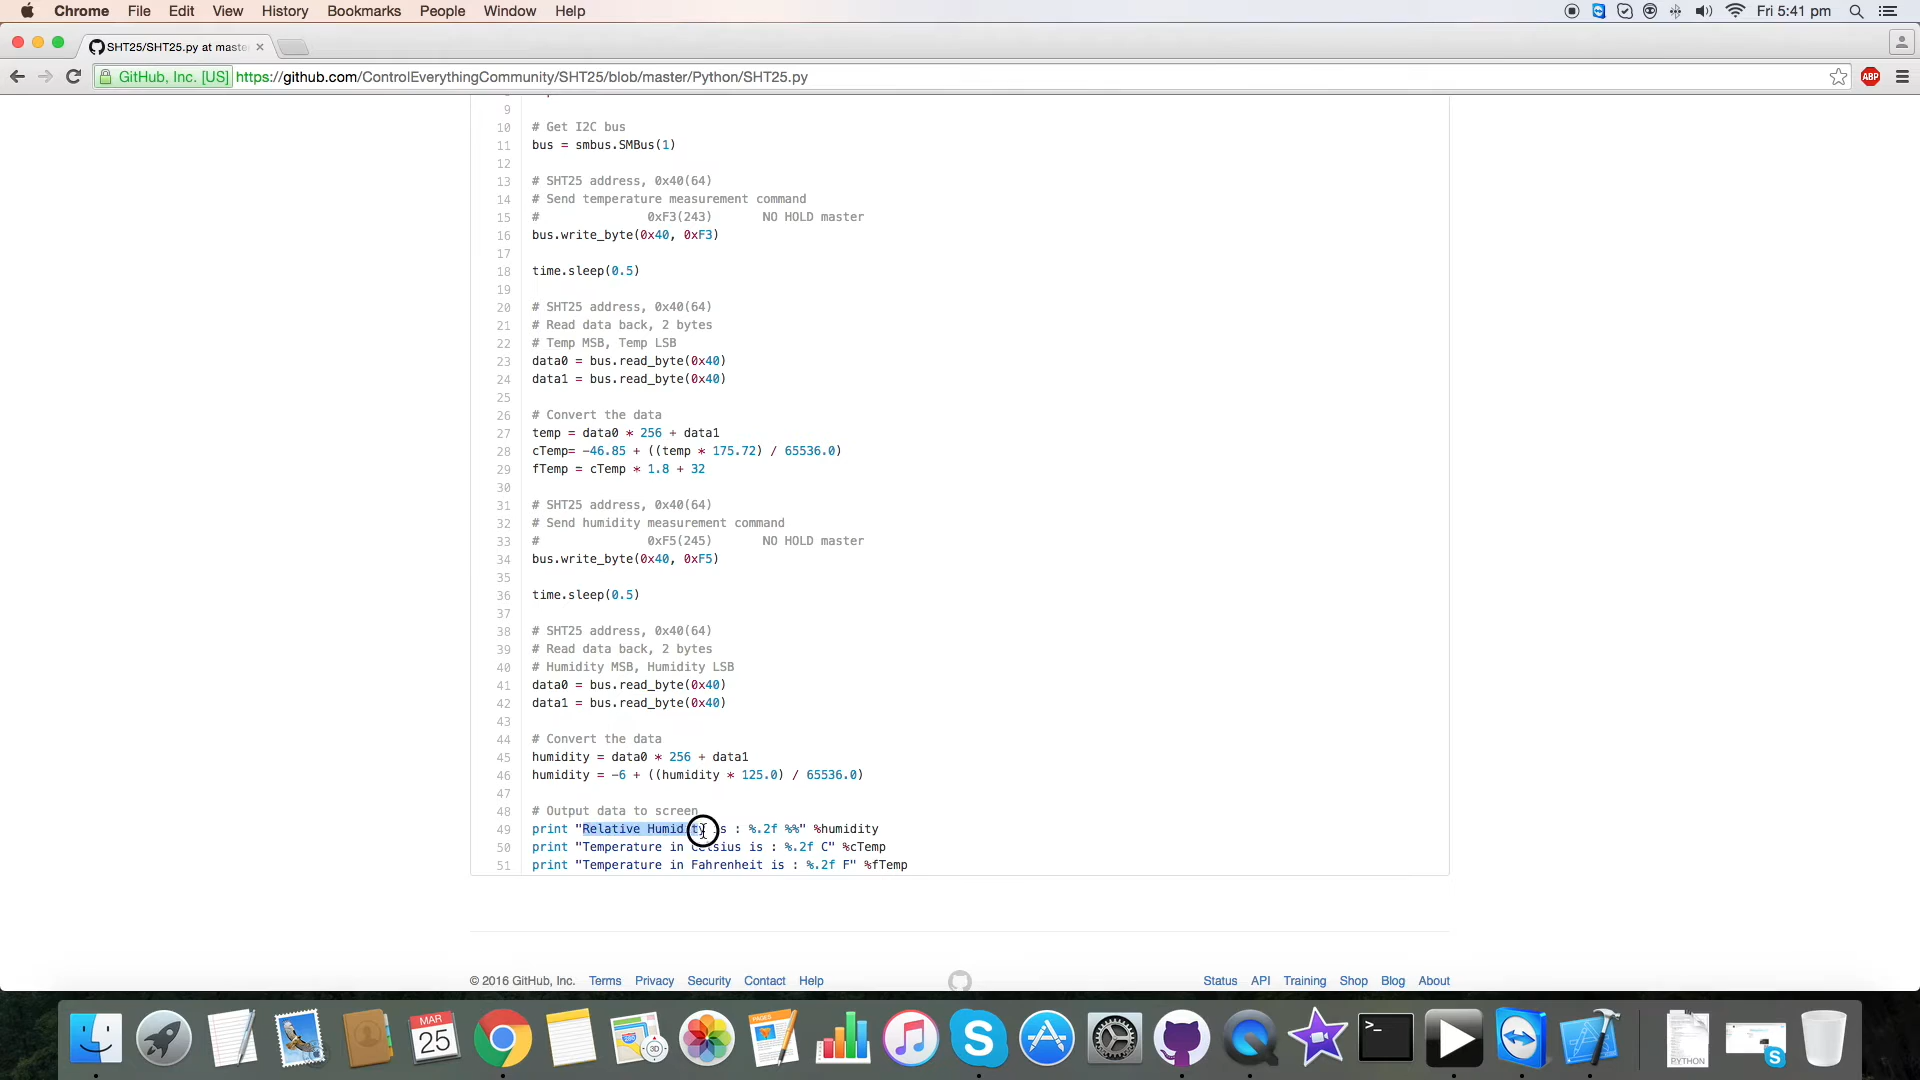 Chrome File Edit View History Bookmarks People Window Help Fri 5:41 pm
SHT25/SHT25.py at maste
GitHub, Inc. [US] https://github.com/ControlEverythingCommunity/SHT25/blob/master/Python/SHT25.py ABP
9
10 # Get I2C bus
11 bus = smbus.SMBus(1)
12
13 # SHT25 address, 0x40(64)
14 # Send temperature measurement command
15 # 0xF3(243) NO HOLD master
16 bus.write_byte(0x40, 0xF3)
17
18 time.sleep(0.5)
19
20 # SHT25 address, 0x40(64)
21 # Read data back, 2 bytes
22 # Temp MSB, Temp LSB
23 data0 = bus.read_byte(0x40)
24 data1 = bus.read_byte(0x40)
25
26 # Convert the data
27 temp = data0 * 256 + data1
28 cTemp= -46.85 + ((temp * 175.72) / 65536.0)
29 fTemp = cTemp * 1.8 + 32
30
31 # SHT25 address, 0x40(64)
32 # Send humidity measurement command
33 # 0xF5(245) NO HOLD master
34 bus.write_byte(0x40, 0xF5)
35
36 time.sleep(0.5)
37
38 # SHT25 address, 0x40(64)
39 # Read data back, 2 bytes
40 # Humidity MSB, Humidity LSB
41 data0 = bus.read_byte(0x40)
42 data1 = bus.read_byte(0x40)
43
44 # Convert the data
45 humidity = data0 * 256 + data1
46 humidity = -6 + ((humidity * 125.0) / 65536.0)
47
48 # Output data to screen
49 print "Relative Humidity is : %.2f %%" %humidity
50 print "Temperature in Celsius is : %.2f C" %cTemp
51 print "Temperature in Fahrenheit is : %.2f F" %fTemp
© 2016 GitHub, Inc. Terms Privacy Security Contact Help Status API Training Shop Blog About
MAR
25
3D
>_
PYTHON